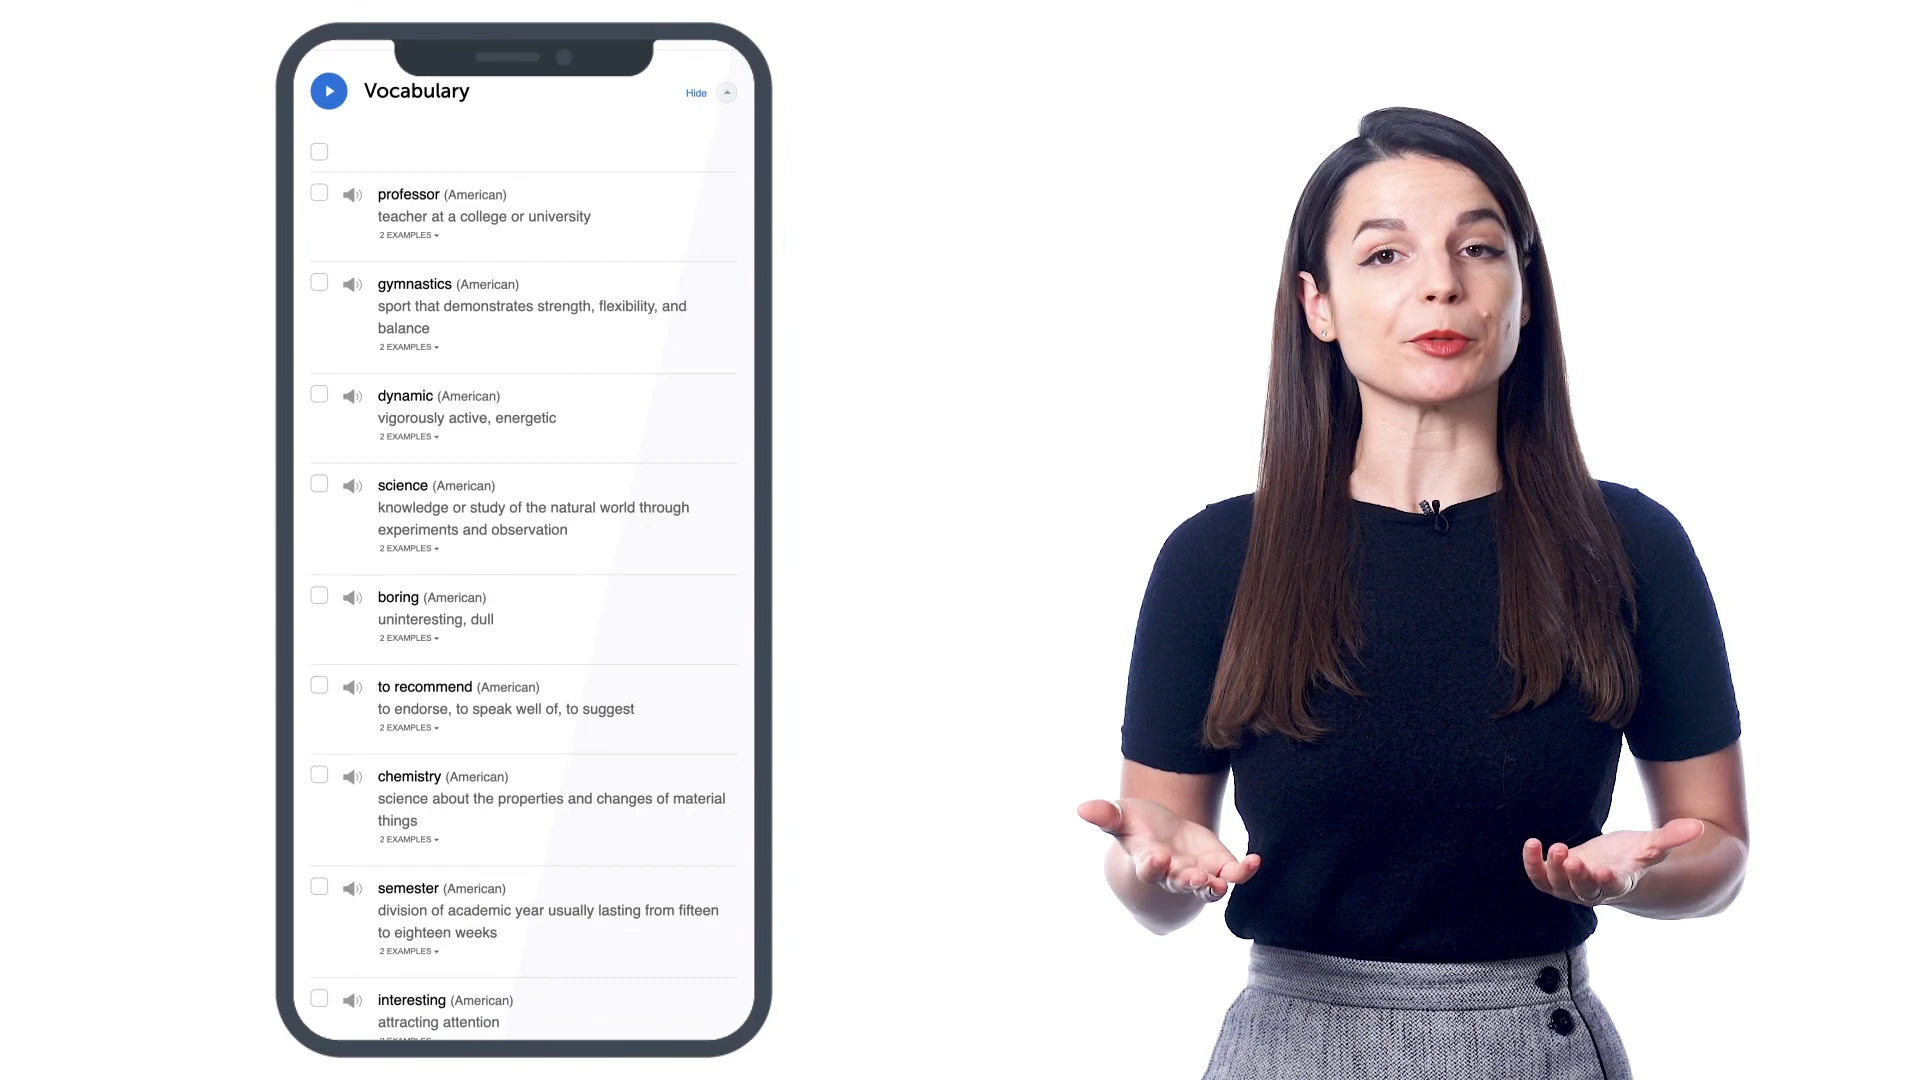 Vocabulary
Hide
professor (American)
teacher at a college or university
2 EXAMPLES
gymnastics (American)
sport that demonstrates strength, flexibility, and
balance
2 EXAMPLES
dynamic (American)
vigorously active, energetic
2 EXAMPLES
science (American)
knowledge or study of the natural world through
experiments and observation
2 EXAMPLES
boring (American)
uninteresting, dull
2 EXAMPLES
to recommend (American)
to endorse, to speak well of, to suggest
2 EXAMPLES
chemistry (American)
science about the properties and changes of material
things
2 EXAMPLES
semester (American)
division of academic year usually lasting from fifteen
to eighteen weeks
2 EXAMPLES
interesting (American)
attracting attention